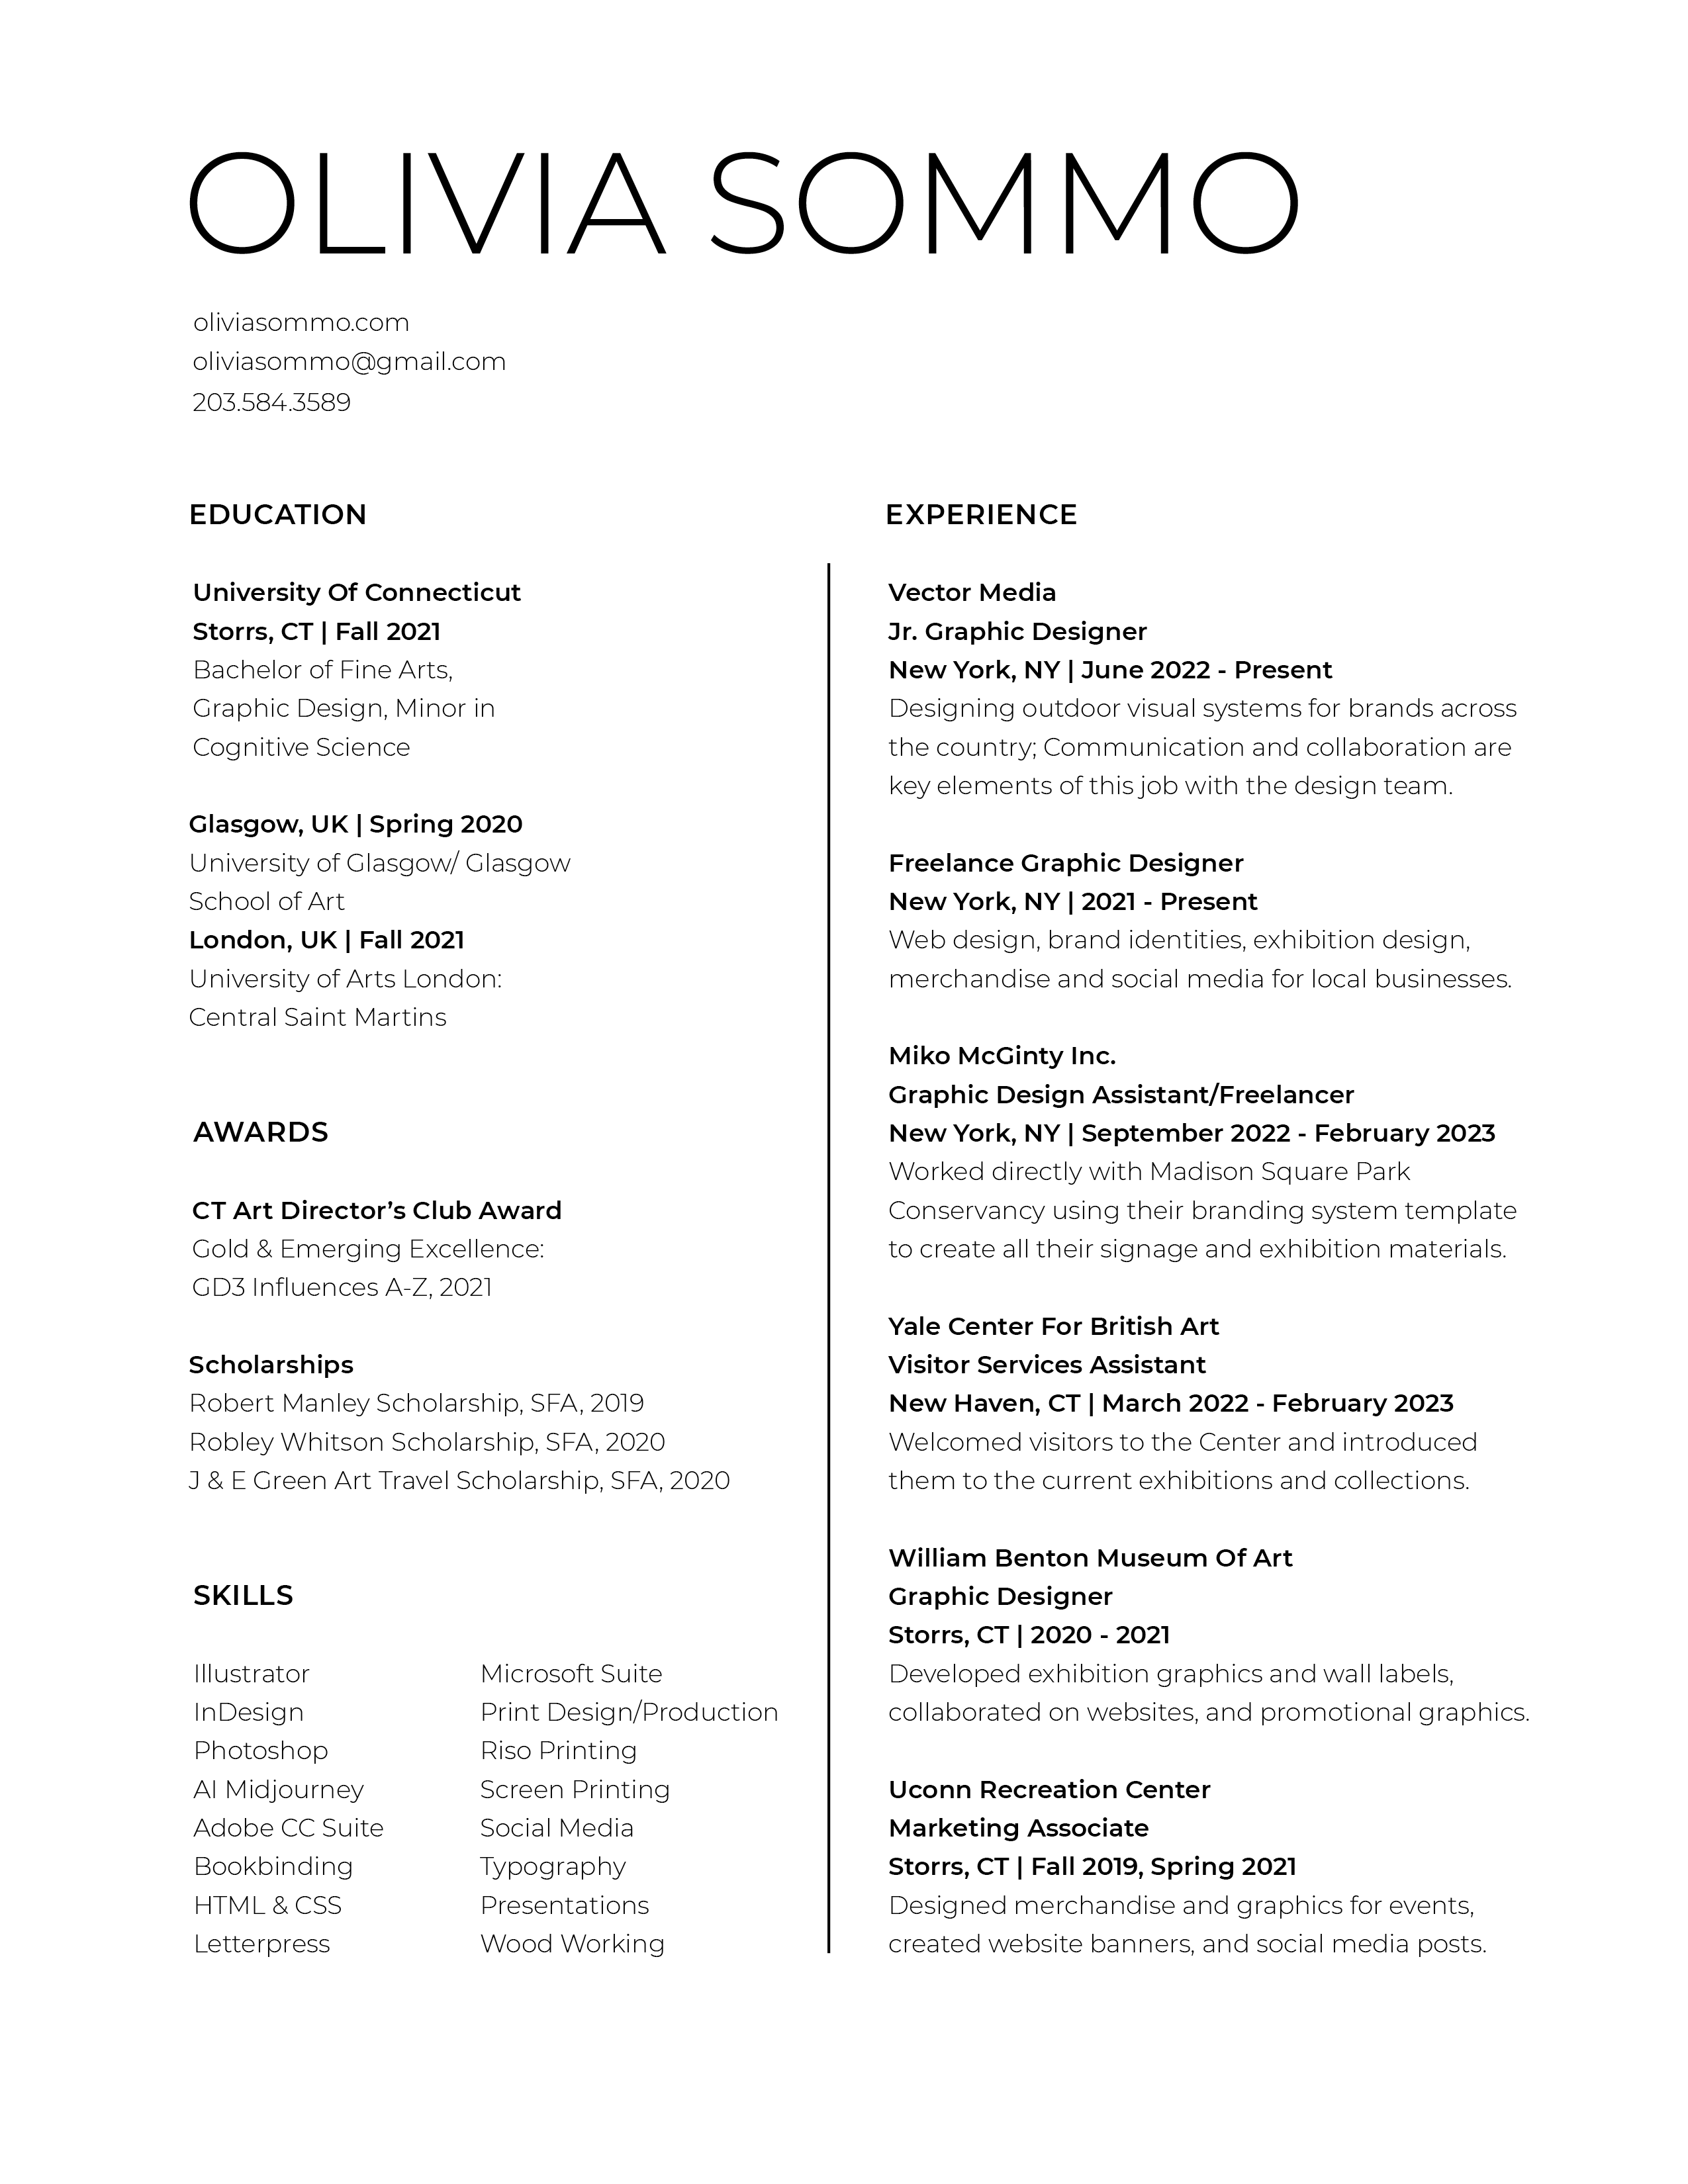 OLIVIA SOMMO
oliviasommo.com
oliviasommo@gmail.com
203.584.3589
EDUCATION
University Of Connecticut
Storrs, CT | Fall 2021
Bachelor of Fine Arts,
Graphic Design, Minor in
Cognitive Science
Glasgow, UK | Spring 2020
University of Glasgow/ Glasgow
School of Art
London, UK | Fall 2021
University of Arts London:
Central Saint Martins
AWARDS
CT Art Director’s Club Award
Gold & Emerging Excellence:
GD3 Influences A-Z, 2021
Scholarships
Robert Manley Scholarship, SFA, 2019
Robley Whitson Scholarship, SFA, 2020
J & E Green Art Travel Scholarship, SFA, 2020
SKILLS
Illustrator
InDesign
Photoshop
AI Midjourney
Adobe CC Suite
Bookbinding
HTML & CSS
Letterpress
Microsoft Suite
Print Design/Production
Riso Printing
Screen Printing
Social Media
Typography
Presentations
Wood Working
EXPERIENCE
Vector Media
Jr. Graphic Designer
New York, NY | June 2022 - Present
Designing outdoor visual systems for brands across
the country; Communication and collaboration are
key elements of this job with the design team.
Freelance Graphic Designer
New York, NY | 2021 - Present
Web design, brand identities, exhibition design,
merchandise and social media for local businesses.
Miko McGinty Inc.
Graphic Design Assistant/Freelancer
New York, NY | September 2022 - February 2023
Worked directly with Madison Square Park
Conservancy using their branding system template
to create all their signage and exhibition materials.
Yale Center For British Art
Visitor Services Assistant
New Haven, CT | March 2022 - February 2023
Welcomed visitors to the Center and introduced
them to the current exhibitions and collections.
William Benton Museum Of Art
Graphic Designer
Storrs, CT | 2020 - 2021
Developed exhibition graphics and wall labels,
collaborated on websites, and promotional graphics.
Uconn Recreation Center
Marketing Associate
Storrs, CT | Fall 2019, Spring 2021
Designed merchandise and graphics for events,
created website banners, and social media posts.